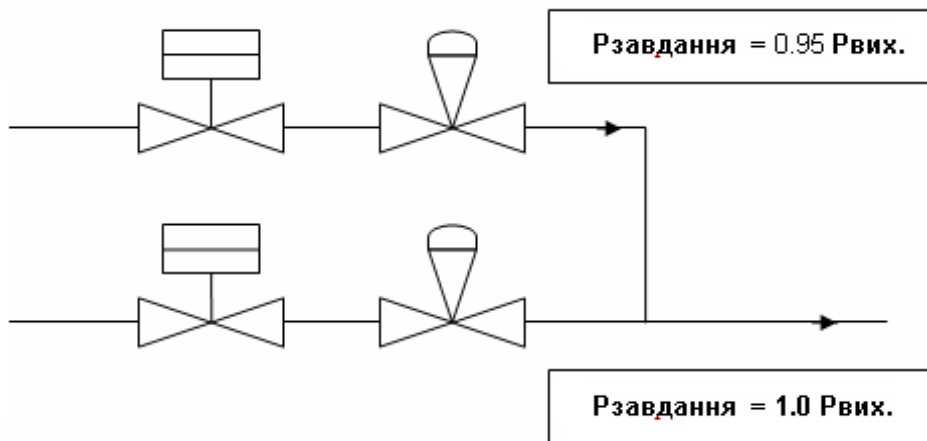 Рзавдання = 0.95 Рвих.
Рзавдання = 1.0 Рвих.